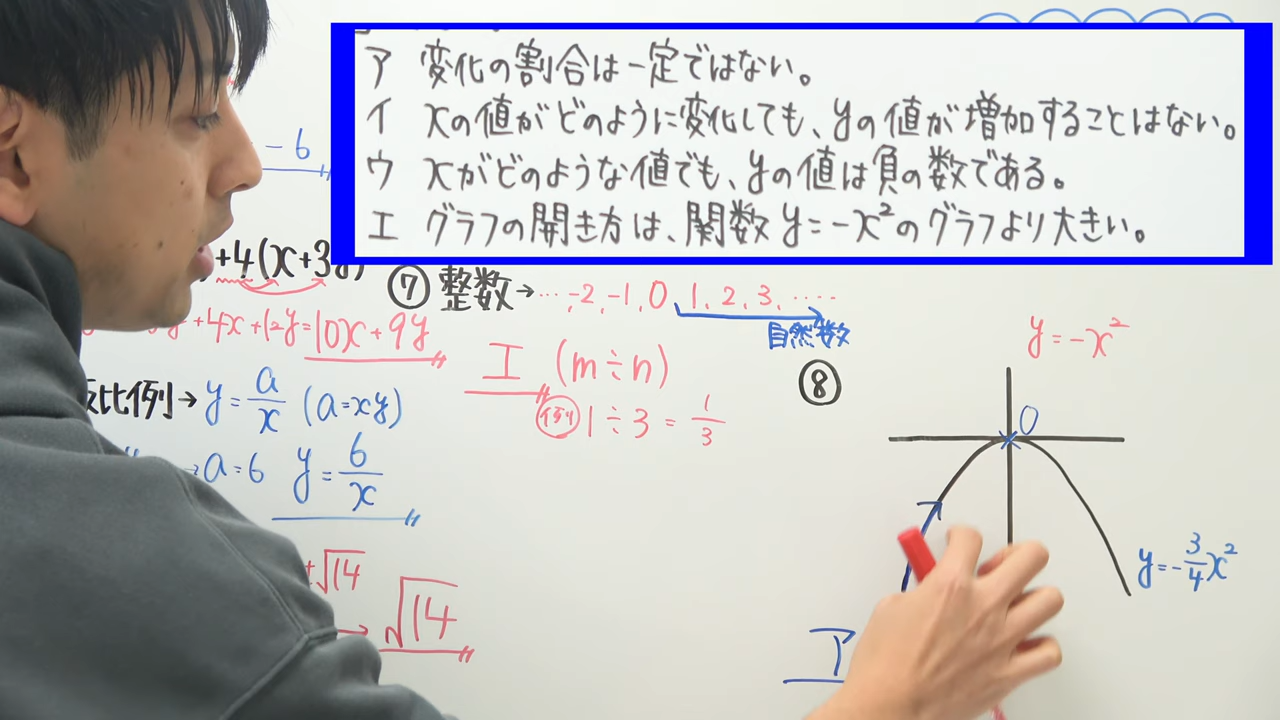 ア 変化の割合は一定ではない。
イ xの値がどのように変化しても、yの値が増加することはない。
ウ xがどのような値でも、yの値は負の数である。
エ グラフの開き方は、関数y=-x²のグラフより大きい。
-6
+4(x+3y)
+4x+12y=10x+9y
比例→y=a/x (a=xy)
→a=6 y=6/x
√14
→√14
⑦ 整数→…,-2,-1,0,1,2,3,….
自然数
エ (m÷n)
例 1÷3=1/3
⑧
y=-x²
0
y=-3/4x²
ア